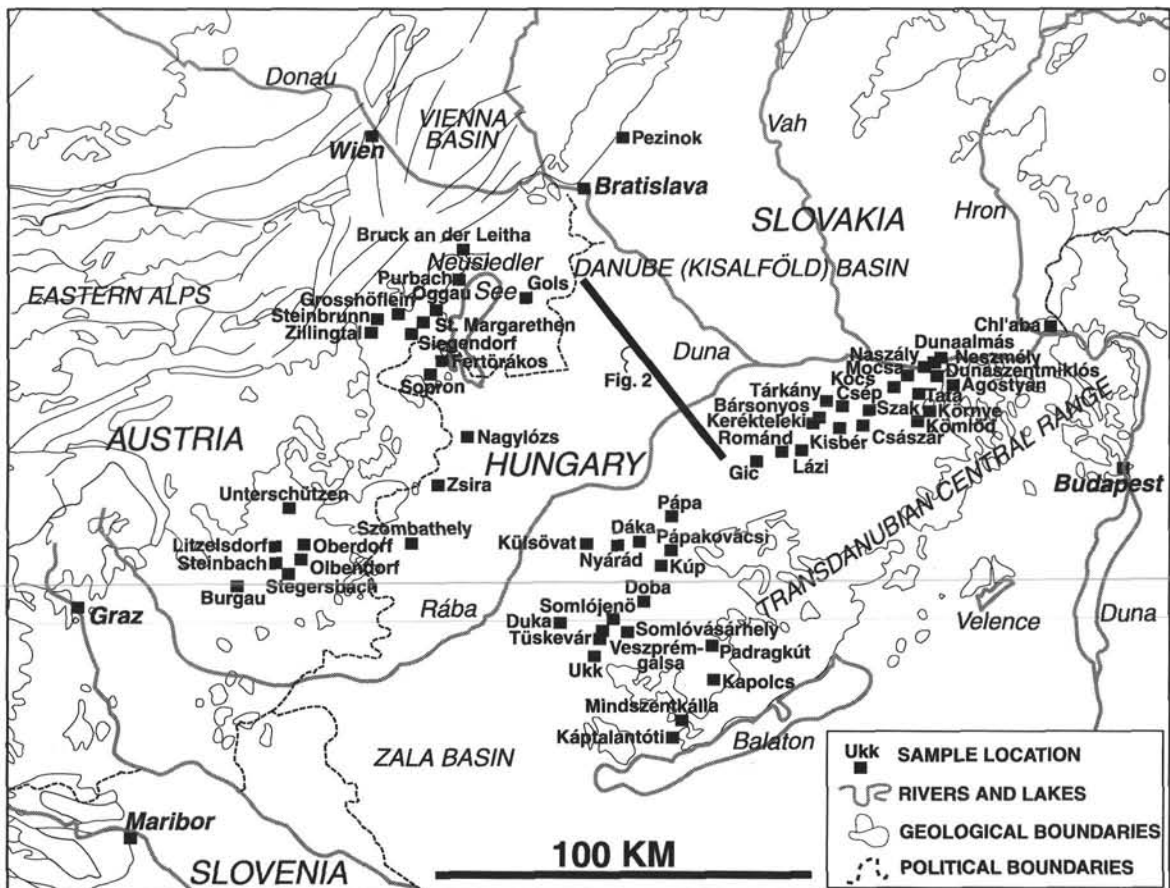 Donau
VIENNA
BASIN
Wien
Pezinok
Vah
Bratislava
SLOVAKIA
Hron
Bruck an der Leitha
Neusiedler
See
DANUBE (KISALFÖLD) BASIN
EASTERN ALPS
Purbach
Oggau
Gols
Grosshöflein
Steinbrunn
Zillingtal
St. Margarethen
Siegendorf
Fertörákos
Sopron
Chl'aba
Duna
Fig. 2
Dunaalmás
Naszály
Neszmély
Mocsa
Dunaszentmiklós
Kocs
Agostyán
Tárkány
Csép
Tata
Bársonyos
Szak
Környe
Kerékteleki
Kömlöd
Románd
Kisbér
Császár
Gic
Lázi
AUSTRIA
Nagylózs
HUNGARY
Budapest
Zsira
Unterschützen
Szombathely
Pápa
Litzelsdorf
Oberdorf
Külsövat
Dáka
Pápakovácsi
Steinbach
Olbendorf
Nyárád
Kúp
Stegersbach
Burgau
TRANSDANUBIAN CENTRAL RANGE
Graz
Rába
Doba
Velence
Duna
Somlójenö
Duka
Somlóvásárhely
Tüskevár
Veszprém-
galsa
Padragkút
Ukk
Kapolcs
Mindszentkálla
Káptalantóti
Balaton
ZALA BASIN
Maribor
SLOVENIA
100 KM
Ukk SAMPLE LOCATION
RIVERS AND LAKES
GEOLOGICAL BOUNDARIES
POLITICAL BOUNDARIES